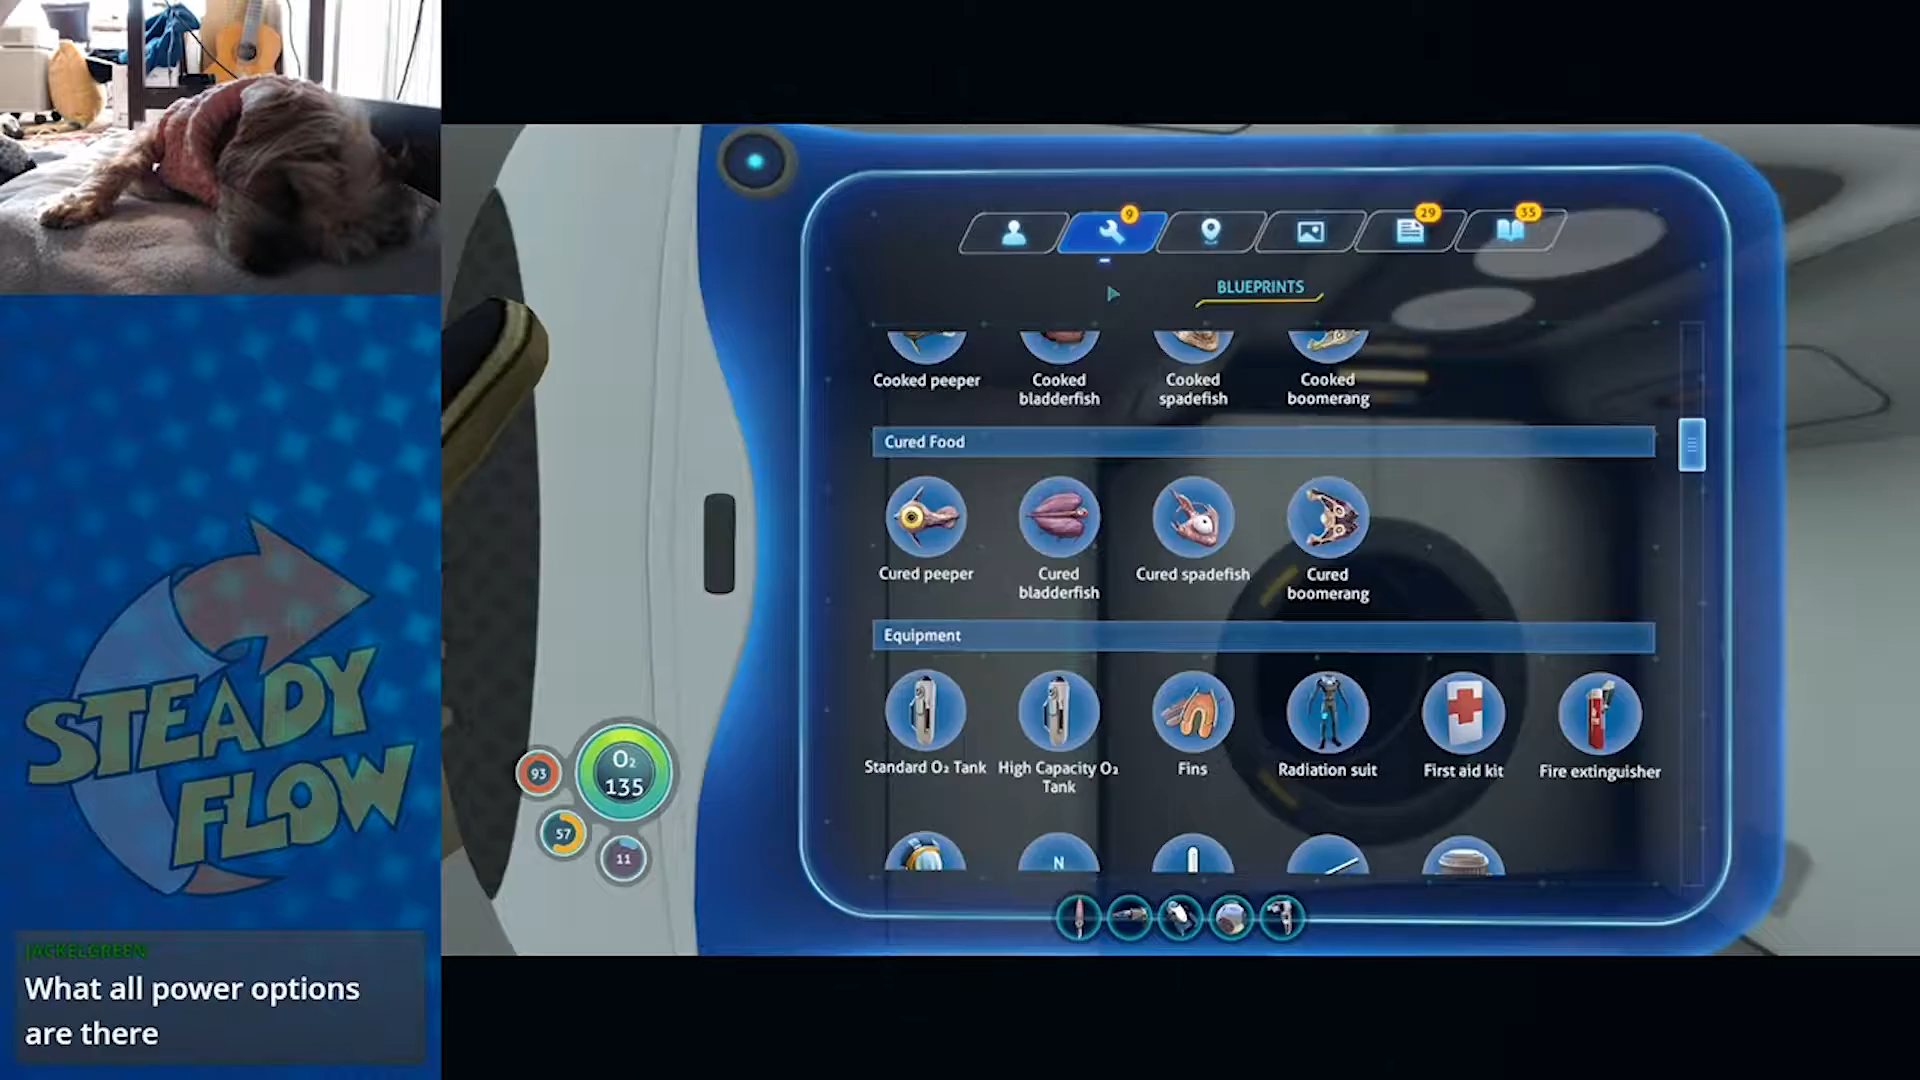 9
29
35
BLUEPRINTS
Cooked peeper
Cooked
bladderfish
Cooked
spadefish
Cooked
boomerang
Cured Food
Cured peeper
Cured
bladderfish
Cured spadefish
Cured
boomerang
Equipment
Standard O₂ Tank
High Capacity O₂
Tank
Fins
Radiation suit
First aid kit
Fire extinguisher
N
O₂
135
93
57
11
STEADY
FLOW
JACKELGREEN
What all power options
are there